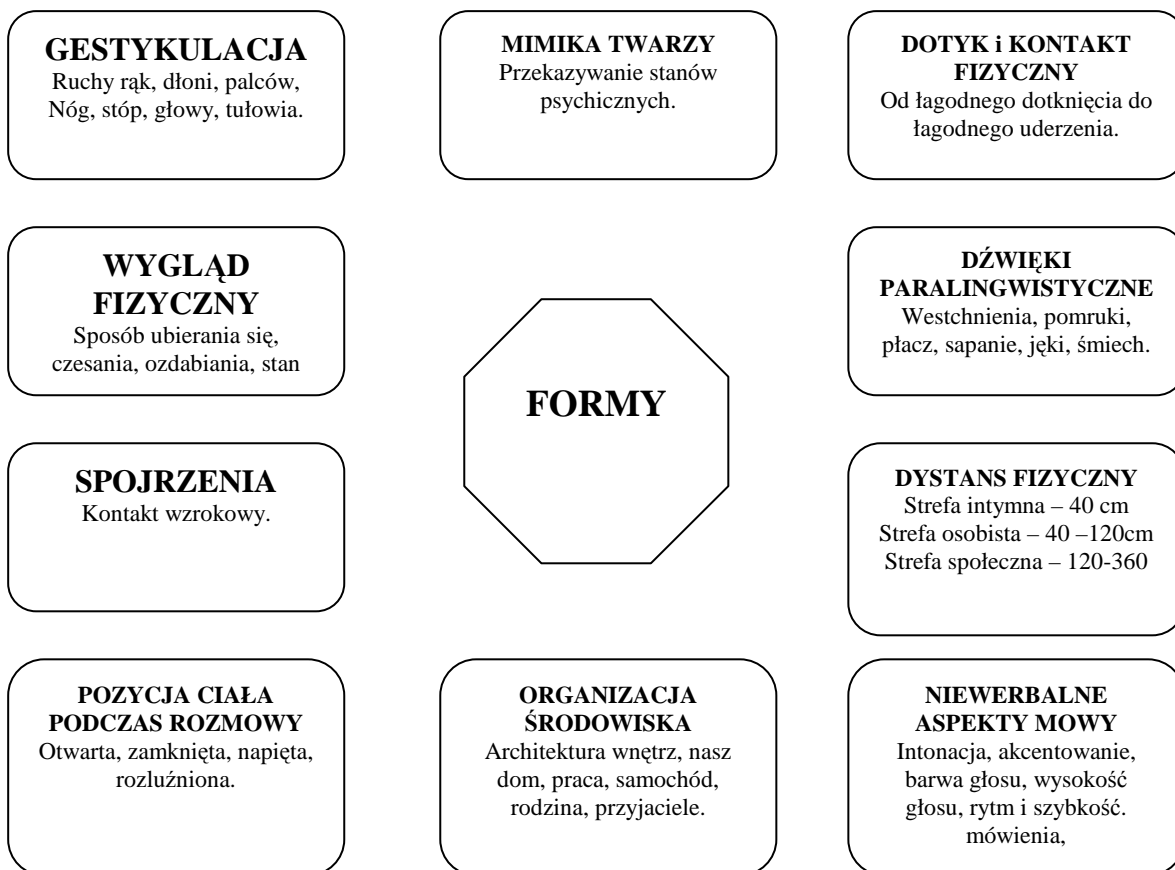 GESTYKULACJA
Ruchy rąk, dłoni, palców,
Nóg, stóp, głowy, tułowia.
MIMIKA TWARZY
Przekazywanie stanów
psychicznych.
DOTYK i KONTAKT
FIZYCZNY
Od łagodnego dotknięcia do
łagodnego uderzenia.
WYGLĄD
FIZYCZNY
Sposób ubierania się,
czesania, ozdabiania, stan
DŹWIĘKI
PARALINGWISTYCZNE
Westchnienia, pomruki,
płacz, sapanie, jęki, śmiech.
FORMY
SPOJRZENIA
Kontakt wzrokowy.
DYSTANS FIZYCZNY
Strefa intymna – 40 cm
Strefa osobista – 40 –120cm
Strefa społeczna – 120-360
POZYCJA CIAŁA
PODCZAS ROZMOWY
Otwarta, zamknięta, napięta,
rozluźniona.
ORGANIZACJA
ŚRODOWISKA
Architektura wnętrz, nasz
dom, praca, samochód,
rodzina, przyjaciele.
NIEWERBALNE
ASPEKTY MOWY
Intonacja, akcentowanie,
barwa głosu, wysokość
głosu, rytm i szybkość.
mówienia,